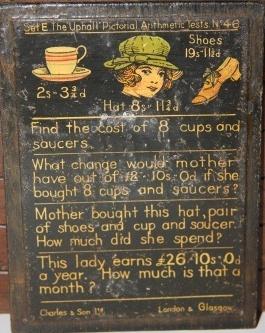 Set E The "Uphall" Pictorial Arithmetic Tests Nº 46
Shoes
19s-11½d
2s-3¾d
Hat 8s-11¾d
Find the cost of 8 cups and
saucers.
What change would mother
have out of £8-10s-0d if she
bought 8 cups and saucers?
Mother bought this hat, pair
of shoes and cup and saucer.
How much did she spend?
This lady earns £26-10s-0d
a year. How much is that a
month?
Charles & Son Ltd
London & Glasgow